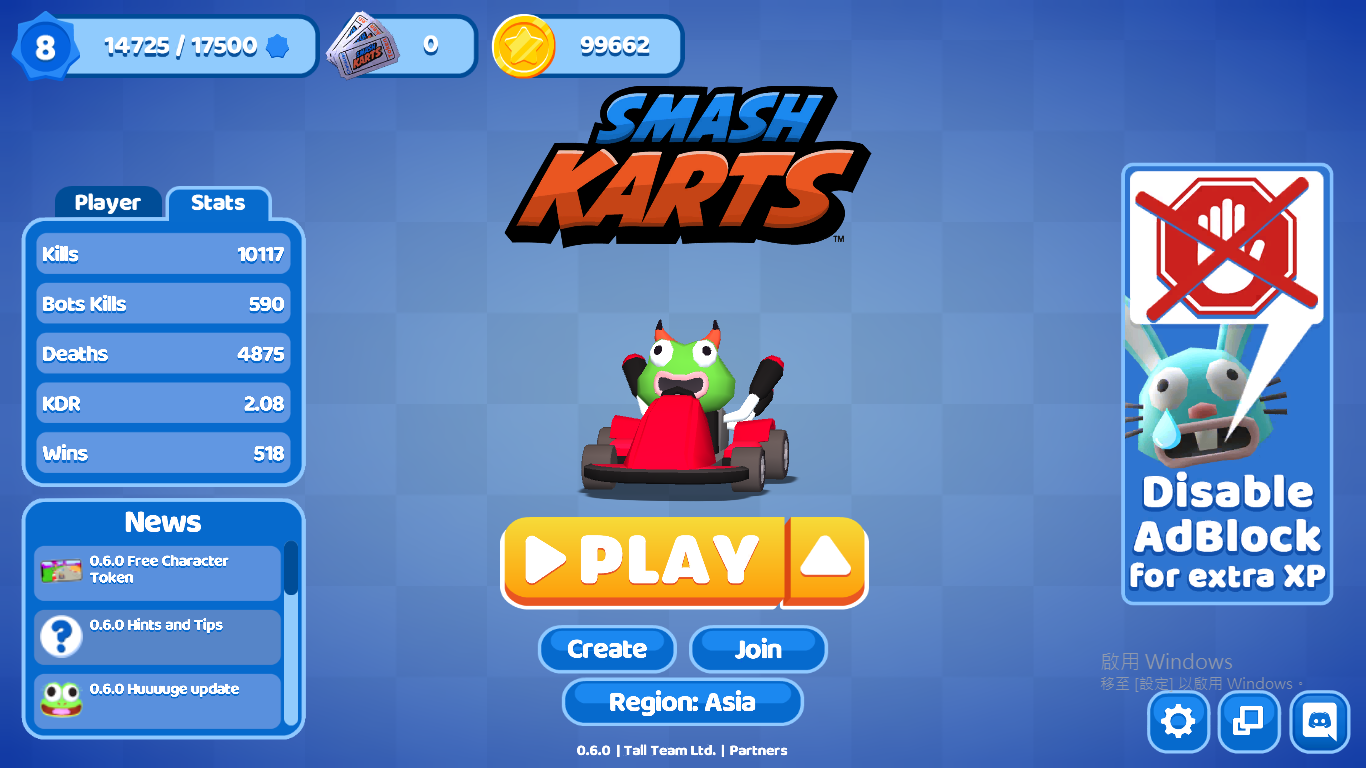 8
14725 / 17500
SMASH KARTS
0
99662
SMASH
KARTS
TM
Player
Stats
Kills 10117
Bots Kills 590
Deaths 4875
KDR 2.08
Wins 518
News
0.6.0 Free Character
Token
?
0.6.0 Hints and Tips
0.6.0 Huuuuge update
PLAY
Create
Join
Region: Asia
0.6.0 | Tall Team Ltd. | Partners
Disable
AdBlock
for extra XP
啟用 Windows
移至 [設定] 以啟用 Windows。